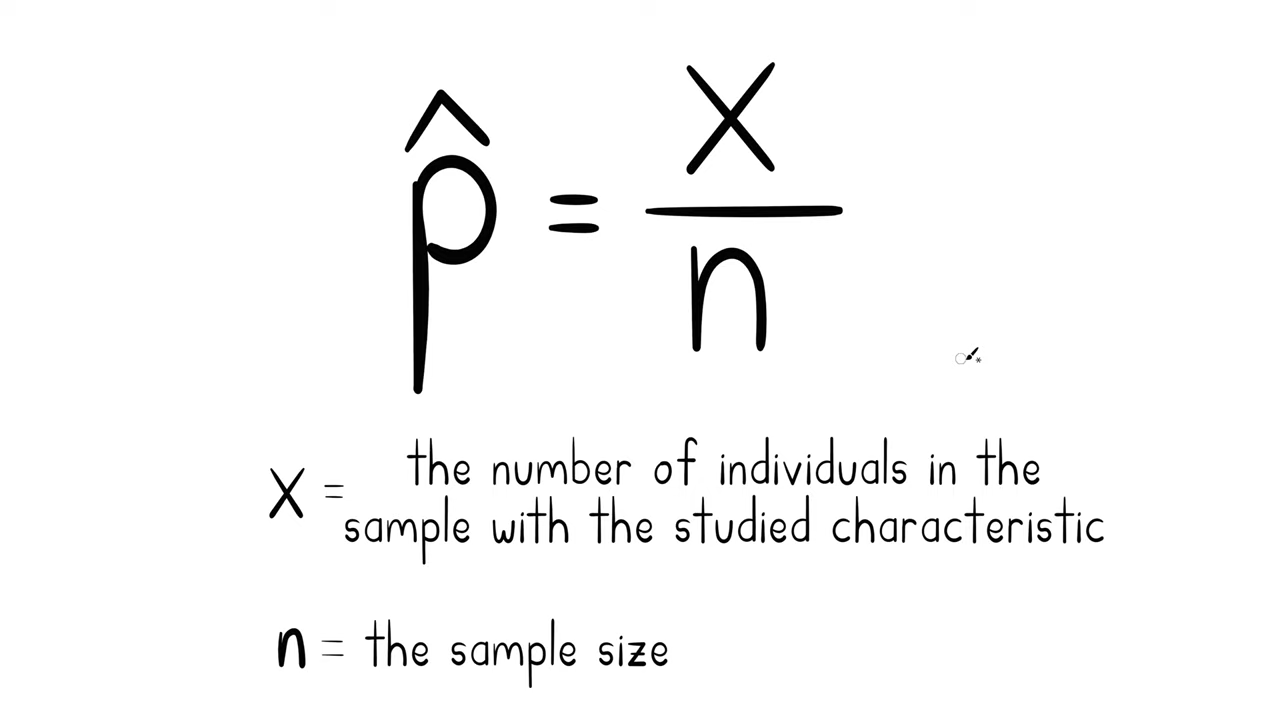 p̂ = x
n
x = the number of individuals in the
sample with the studied characteristic
n = the sample size